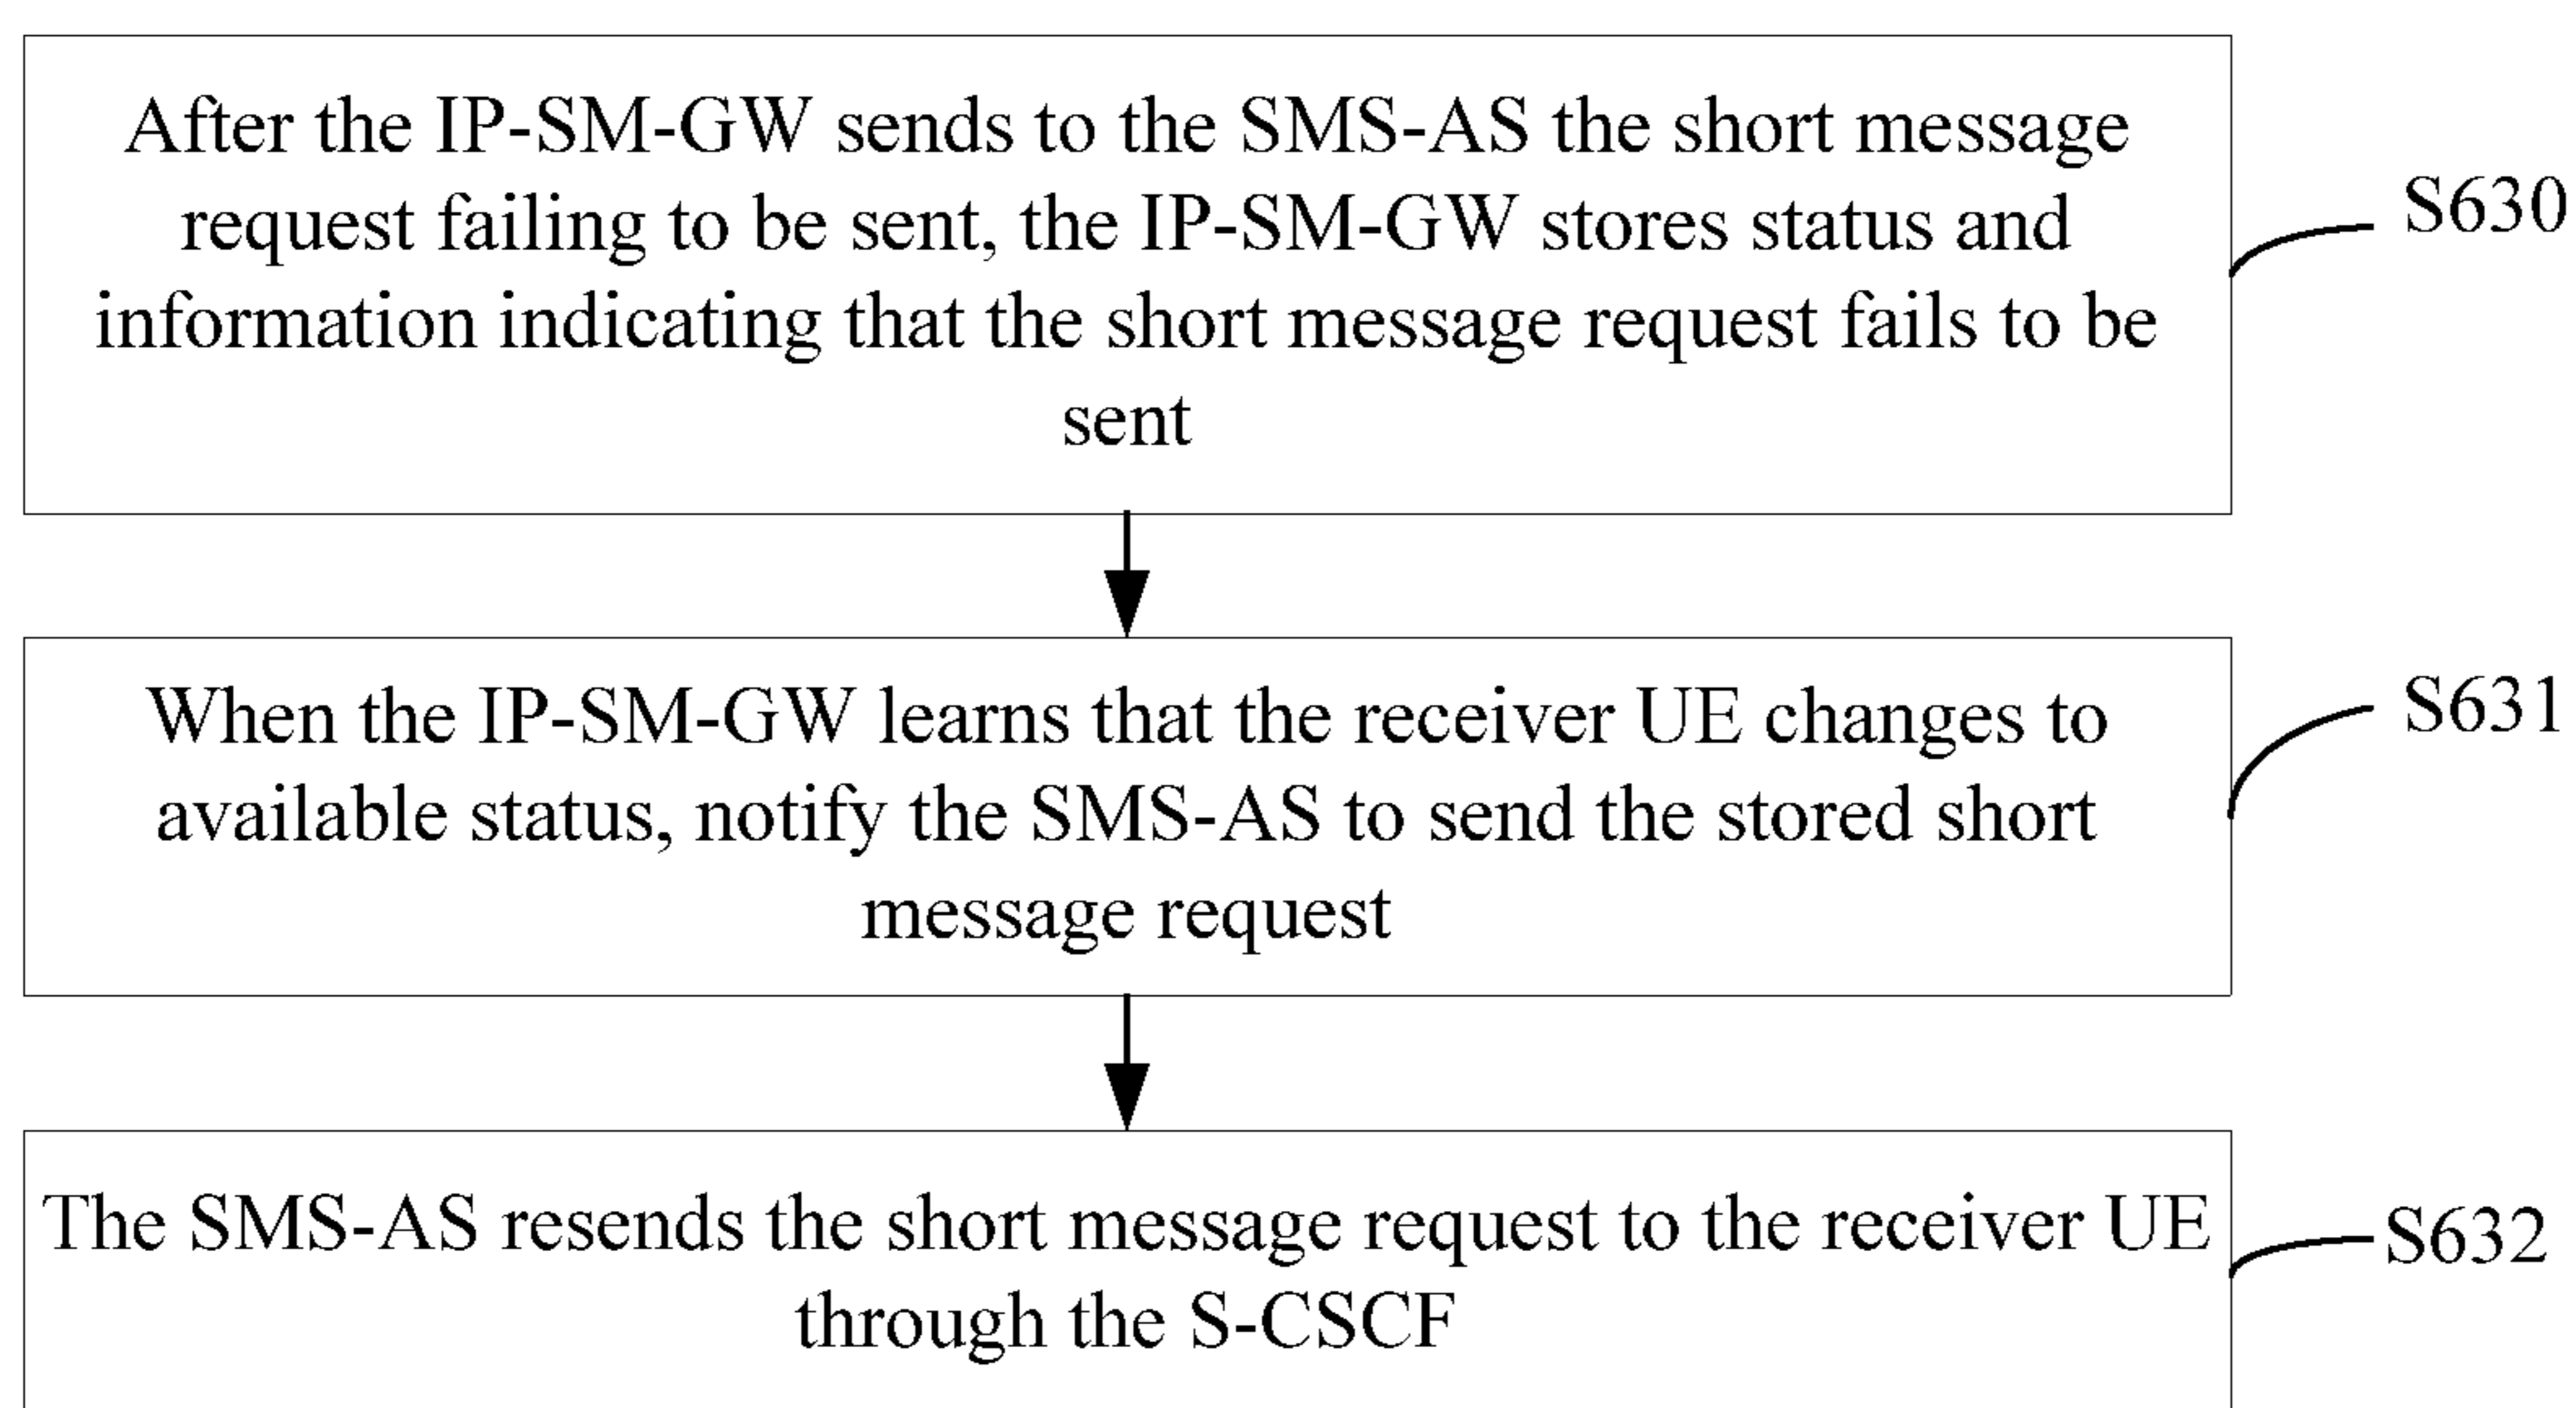 After the IP-SM-GW sends to the SMS-AS the short message
request failing to be sent, the IP-SM-GW stores status and
information indicating that the short message request fails to be
sent
S630
When the IP-SM-GW learns that the receiver UE changes to
available status, notify the SMS-AS to send the stored short
message request
S631
The SMS-AS resends the short message request to the receiver UE
through the S-CSCF
S632